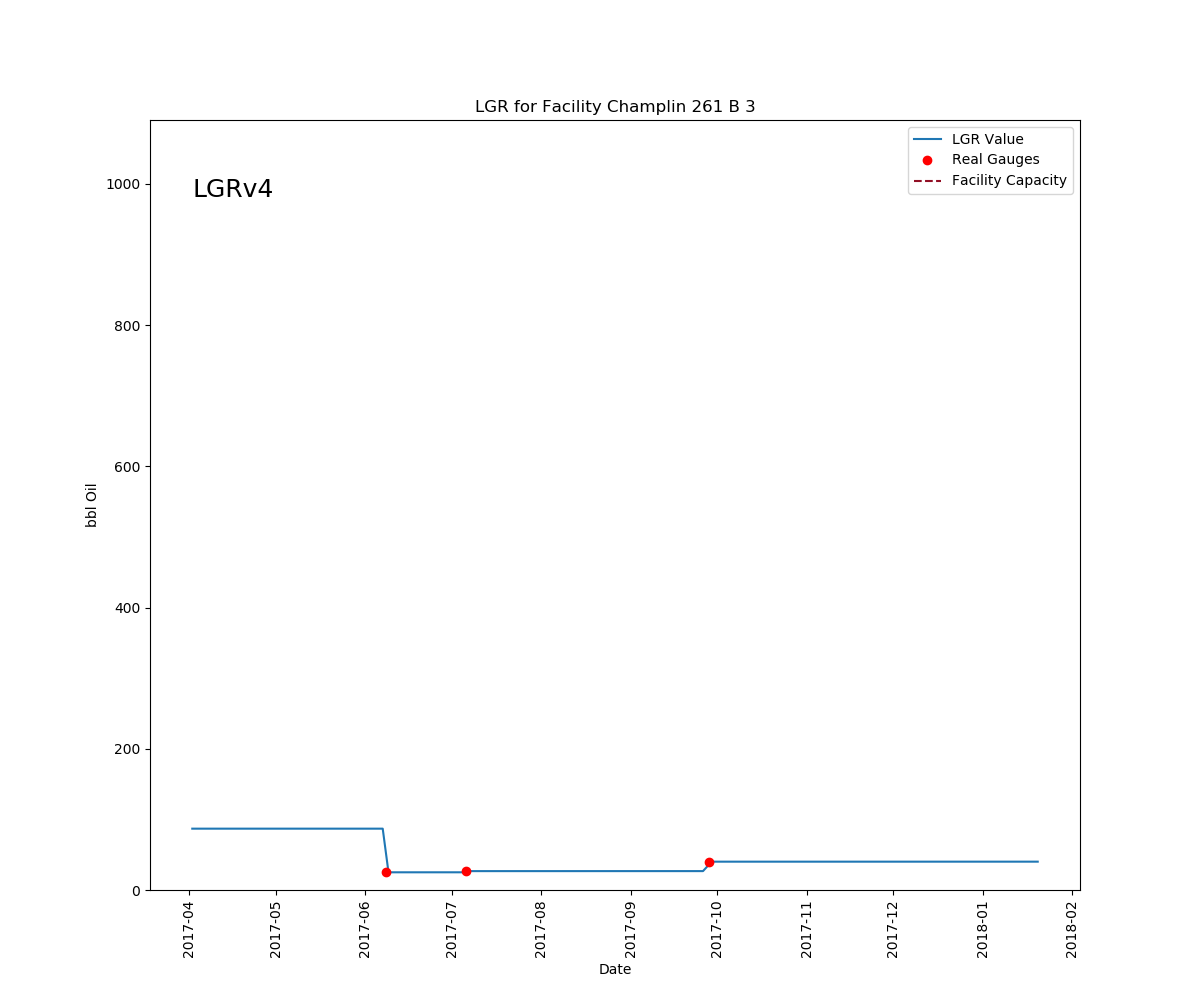 LGR for Facility Champlin 261 B 3
LGR Value
Real Gauges
Facility Capacity
LGRv4
1000
800
600
400
200
0
bbl Oil
2017-04
2017-05
2017-06
2017-07
2017-08
2017-09
2017-10
2017-11
2017-12
2018-01
2018-02
Date